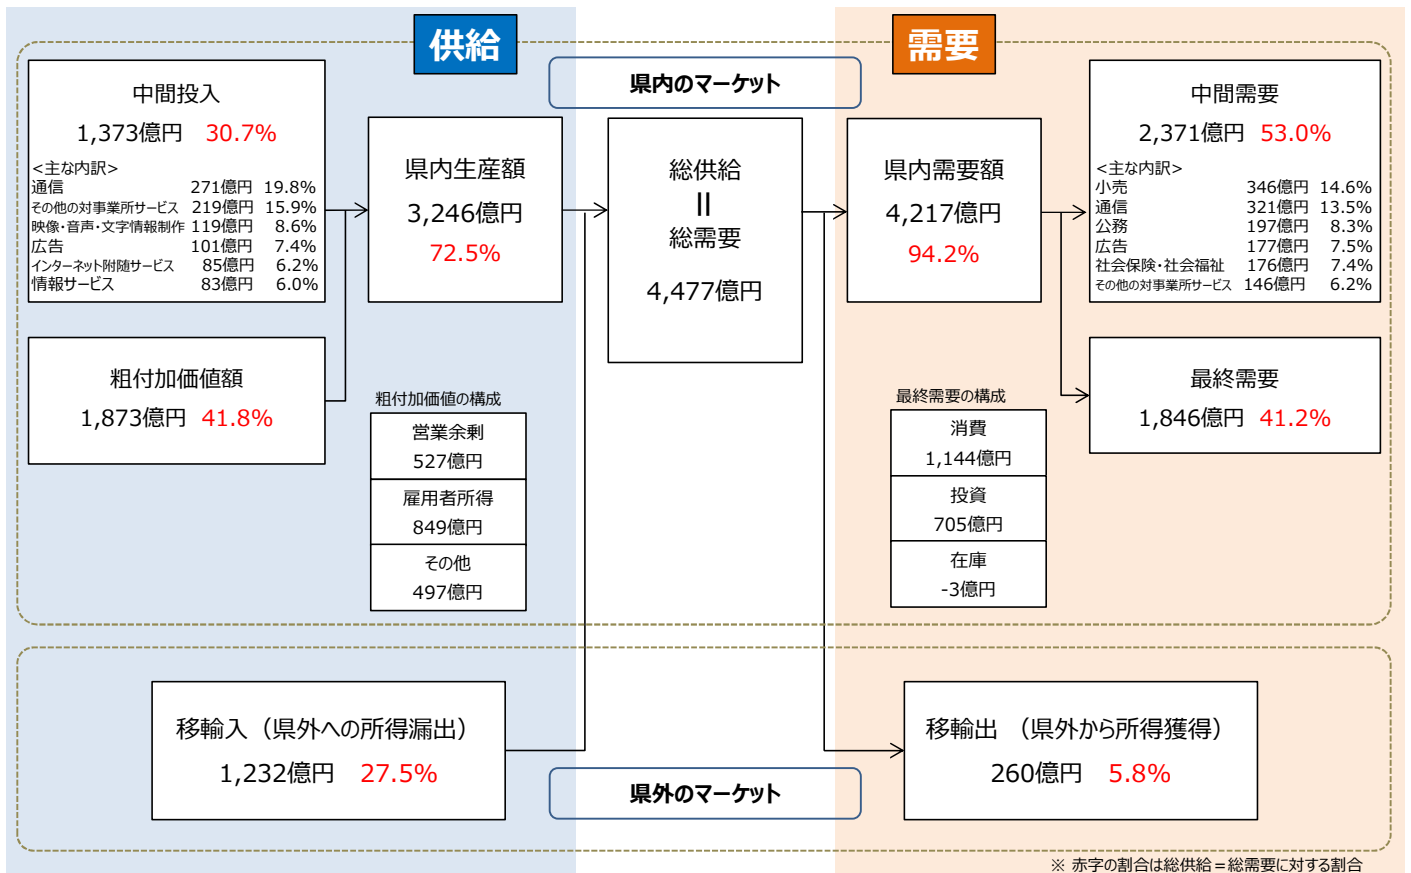 供給
需要
県内のマーケット
中間投入
1,373億円 30.7%
<主な内訳>
通信 271億円 19.8%
その他の対事業所サービス 219億円 15.9%
映像・音声・文字情報制作 119億円 8.6%
広告 101億円 7.4%
インターネット附随サービス 85億円 6.2%
情報サービス 83億円 6.0%
粗付加価値額
1,873億円 41.8%
県内生産額
3,246億円
72.5%
粗付加価値の構成
営業余剰
527億円
雇用者所得
849億円
その他
497億円
総供給
=
総需要
4,477億円
県内需要額
4,217億円
94.2%
最終需要の構成
消費
1,144億円
投資
705億円
在庫
-3億円
中間需要
2,371億円 53.0%
<主な内訳>
小売 346億円 14.6%
通信 321億円 13.5%
公務 197億円 8.3%
広告 177億円 7.5%
社会保険・社会福祉 176億円 7.4%
その他の対事業所サービス 146億円 6.2%
最終需要
1,846億円 41.2%
移輸入（県外への所得漏出）
1,232億円 27.5%
県外のマーケット
移輸出 （県外から所得獲得）
260億円 5.8%
※ 赤字の割合は総供給＝総需要に対する割合